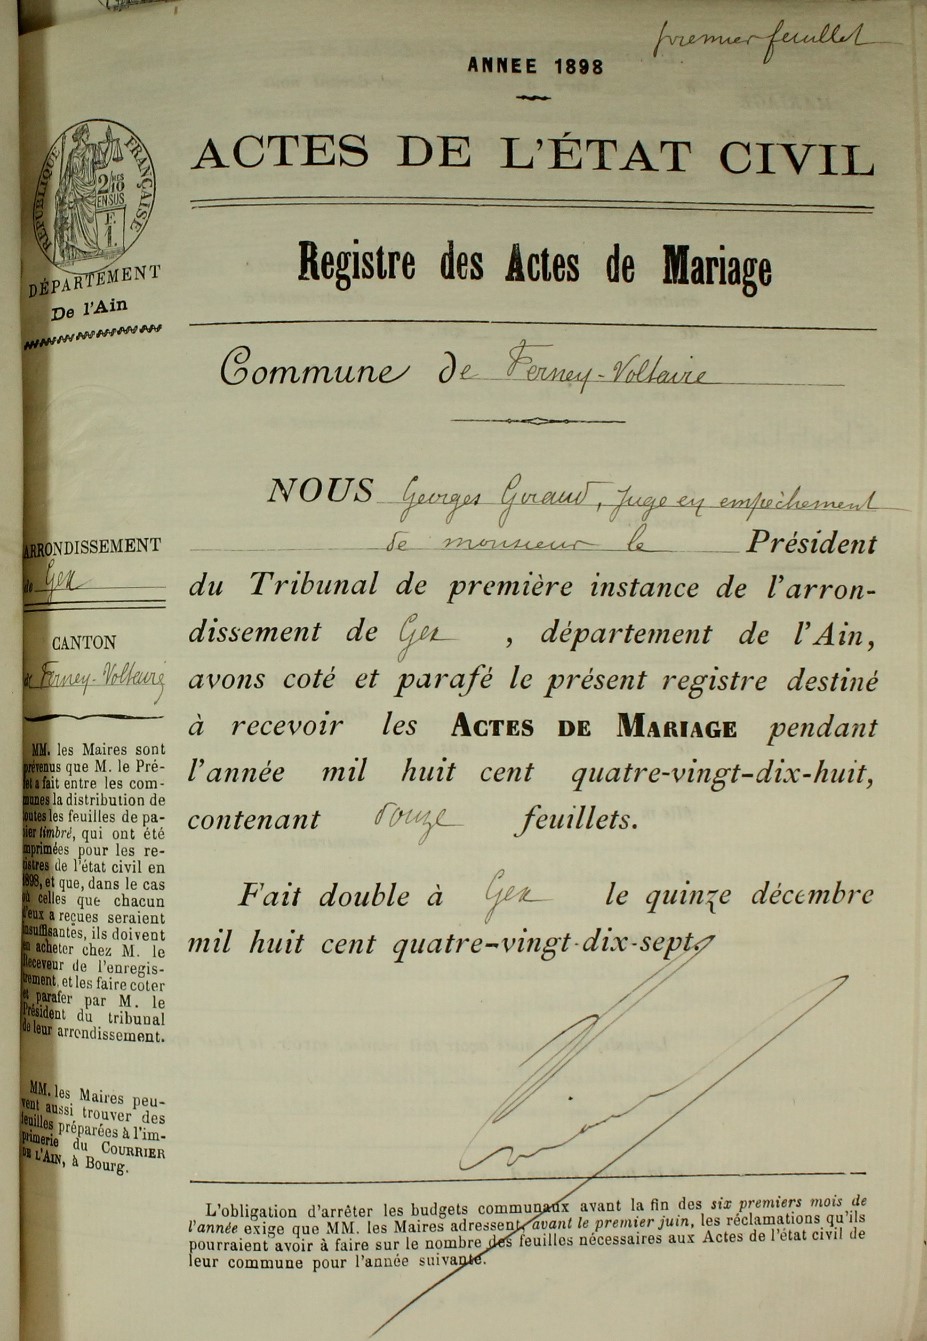 premier feuillet
ANNEE 1898
ACTES DE L'ÉTAT CIVIL
Registre des Actes de Mariage
Commune de Ferney-Voltaire
NOUS Georges Giraud, Juge en empêchement
de monsieur le Président
du Tribunal de première instance de l'arron-
dissement de Gex , département de l'Ain,
avons coté et parafé le présent registre destiné
à recevoir les ACTES DE MARIAGE pendant
l'année mil huit cent quatre-vingt-dix-huit,
contenant douze feuillets.
Fait double à Gex le quinze décembre
mil huit cent quatre-vingt-dix-sept.
RÉPUBLIQUE FRANÇAISE
2/10
EN SUS
F.
1.
DÉPARTEMENT
De l'Ain
ARRONDISSEMENT
de Gex
CANTON
de Ferney-Voltaire
MM. les Maires sont
prévenus que M. le Pré-
fet a fait entre les com-
munes la distribution de
toutes les feuilles de pa-
pier timbré, qui ont été
imprimées pour les re-
gistres de l'état civil en
1898, et que, dans le cas
où celles que chacun
d'eux a reçues seraient
insuffisantes, ils doivent
en acheter chez M. le
Receveur de l'enregis-
trement, et les faire coter
et parafer par M. le
Président du tribunal
de leur arrondissement.
MM. les Maires peu-
vent aussi trouver des
feuilles préparées à l'im-
primerie du COURRIER
DE L'AIN, à Bourg.
L'obligation d'arrêter les budgets communaux avant la fin des six premiers mois de
l'année exige que MM. les Maires adressent, avant le premier juin, les réclamations qu'ils
pourraient avoir à faire sur le nombre des feuilles nécessaires aux Actes de l'état civil de
leur commune pour l'année suivante.